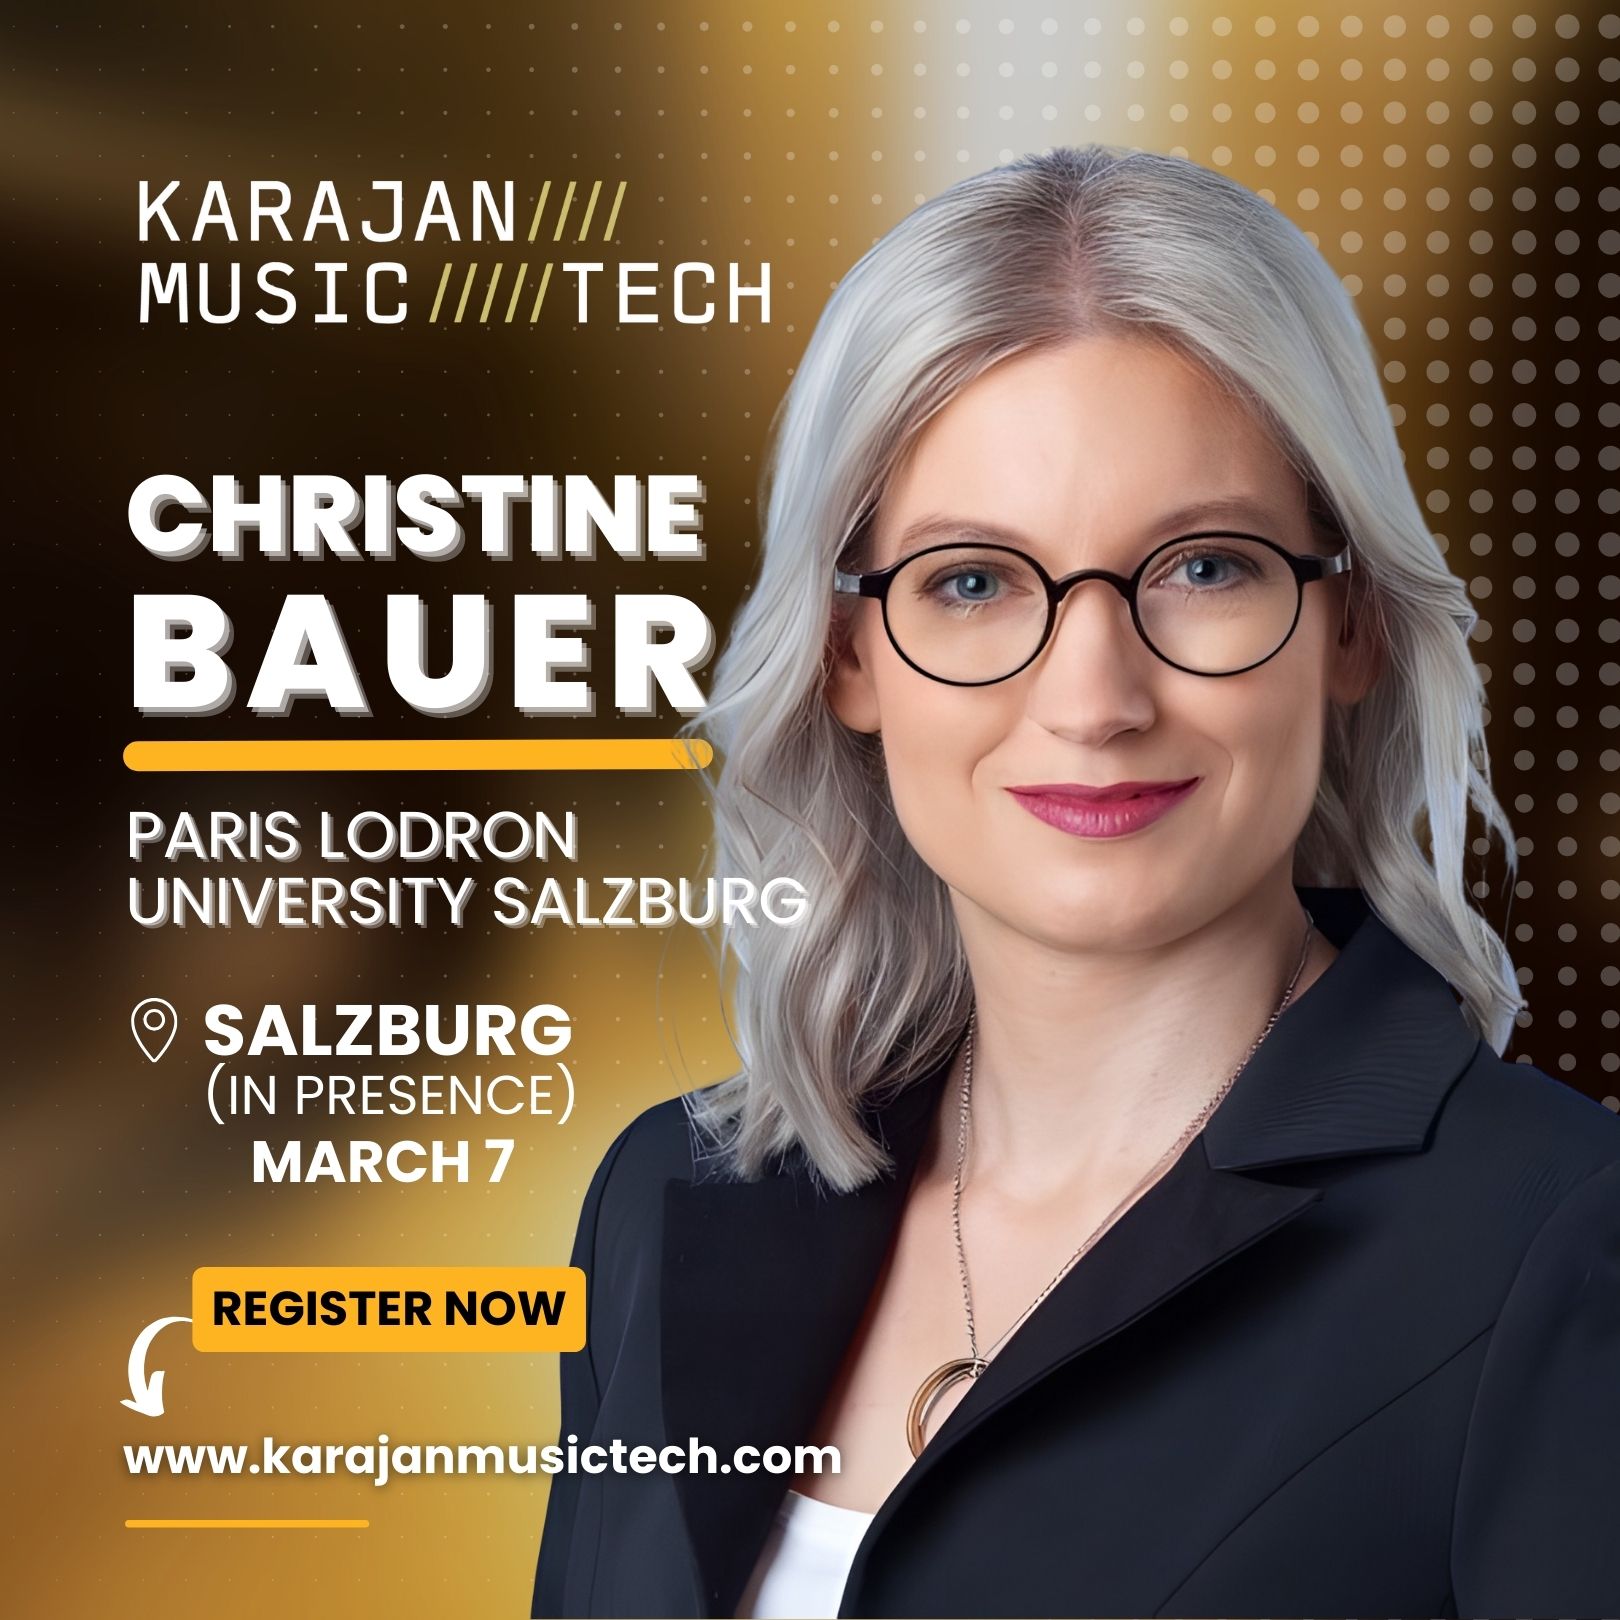 KARAJAN////
MUSIC/////TECH
CHRISTINE
BAUER
PARIS LODRON
UNIVERSITY SALZBURG
SALZBURG
(IN PRESENCE)
MARCH 7
REGISTER NOW
www.karajanmusictech.com